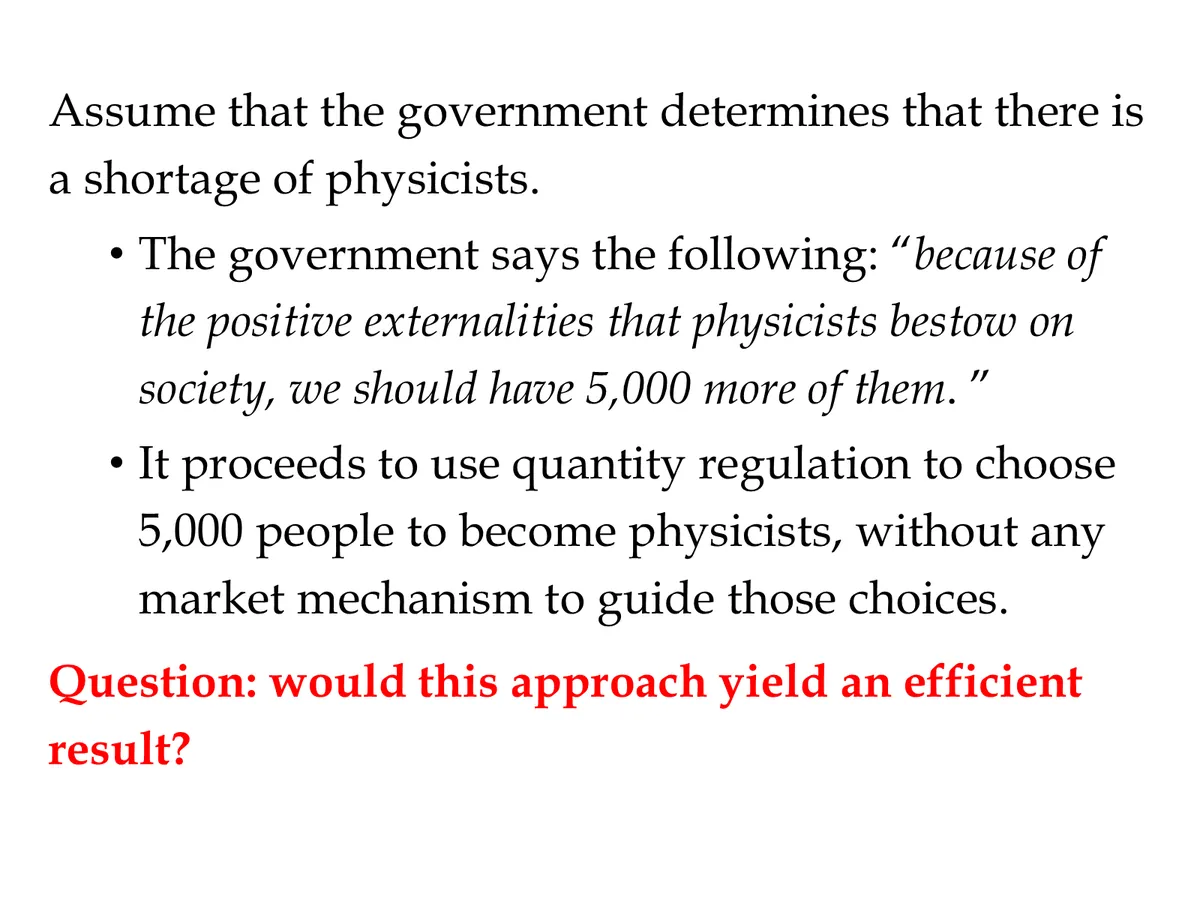 Assume that the government determines that there is
a shortage of physicists.
• The government says the following: “because of
the positive externalities that physicists bestow on
society, we should have 5,000 more of them. ”
• It proceeds to use quantity regulation to choose
5,000 people to become physicists, without any
market mechanism to guide those choices.
Question: would this approach yield an efficient
result?